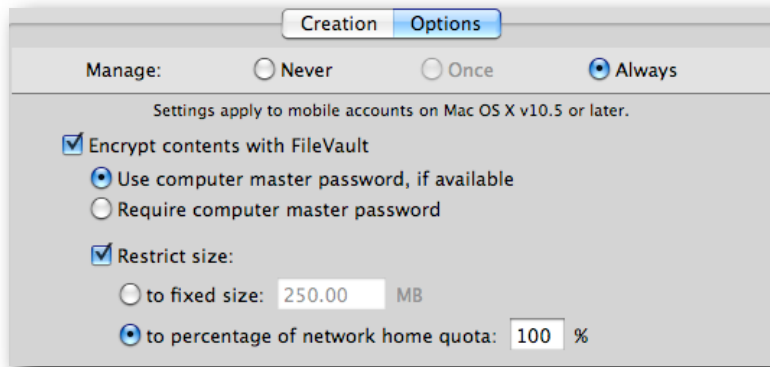 Creation Options
Manage: Never Once Always
Settings apply to mobile accounts on Mac OS X v10.5 or later.
Encrypt contents with FileVault
Use computer master password, if available
Require computer master password
Restrict size:
to fixed size: 250.00 MB
to percentage of network home quota: 100 %